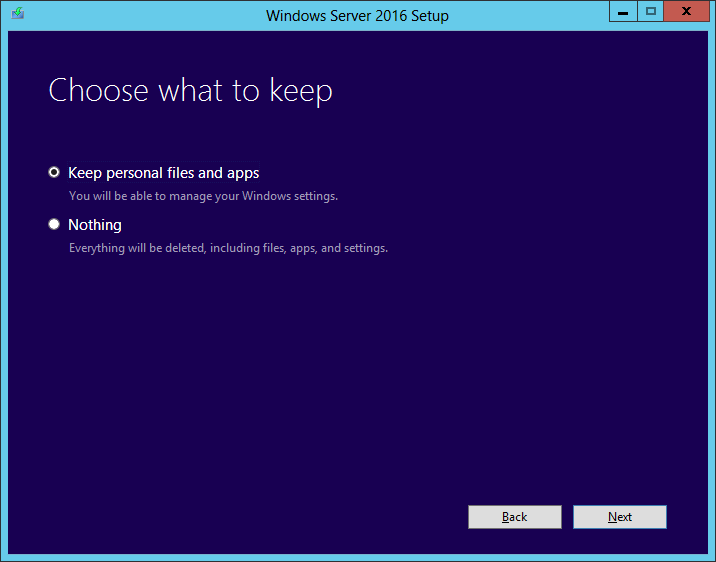 Windows Server 2016 Setup
Choose what to keep
Keep personal files and apps
You will be able to manage your Windows settings.
Nothing
Everything will be deleted, including files, apps, and settings.
Back Next